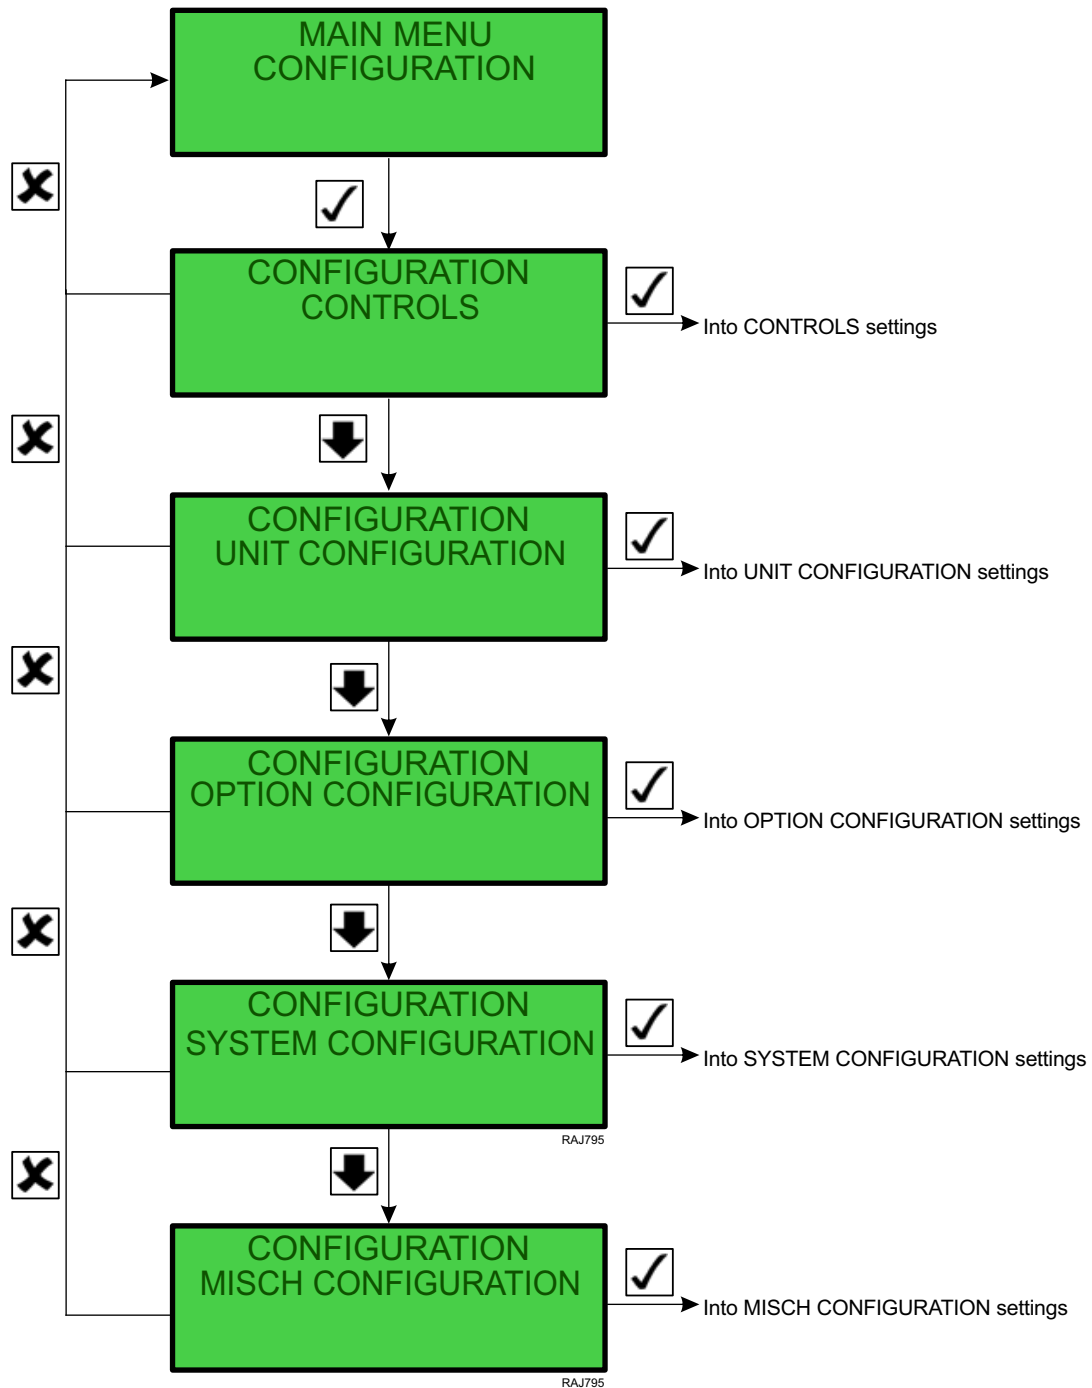 MAIN MENU
CONFIGURATION
CONFIGURATION
CONTROLS
Into CONTROLS settings
CONFIGURATION
UNIT CONFIGURATION
Into UNIT CONFIGURATION settings
CONFIGURATION
OPTION CONFIGURATION
Into OPTION CONFIGURATION settings
CONFIGURATION
SYSTEM CONFIGURATION
Into SYSTEM CONFIGURATION settings
RAJ795
CONFIGURATION
MISCH CONFIGURATION
Into MISCH CONFIGURATION settings
RAJ795